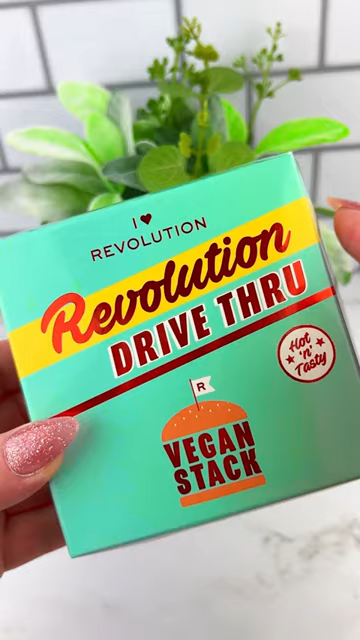 I ♥ 
REVOLUTION
Revolution
DRIVE THRU
Hot
'n'
Tasty
R
VEGAN
STACK